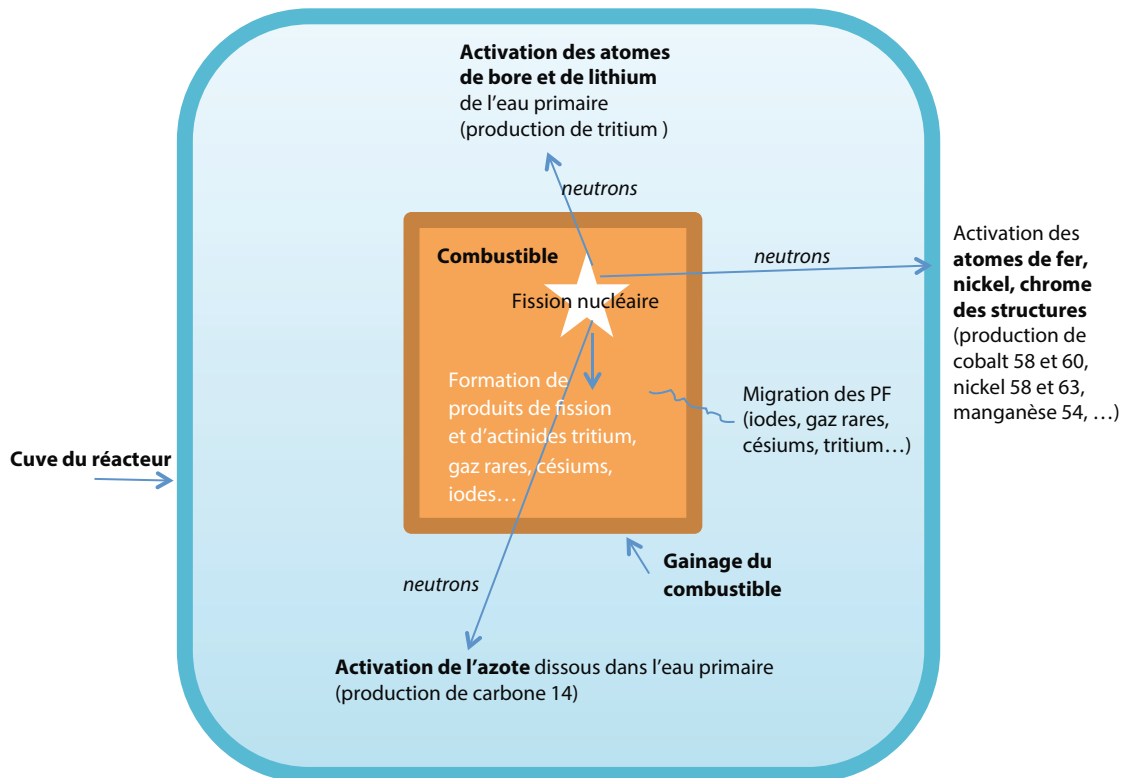 Activation des atomes
de bore et de lithium
de l'eau primaire
(production de tritium )
neutrons
Combustible
neutrons
Fission nucléaire
Activation des
atomes de fer,
nickel, chrome
des structures
(production de
cobalt 58 et 60,
nickel 58 et 63,
manganèse 54, …)
Formation de
produits de fission
et d'actinides tritium,
gaz rares, césiums,
iodes…
Migration des PF
(iodes, gaz rares,
césiums, tritium…)
Cuve du réacteur
Gainage du
combustible
neutrons
Activation de l'azote dissous dans l'eau primaire
(production de carbone 14)